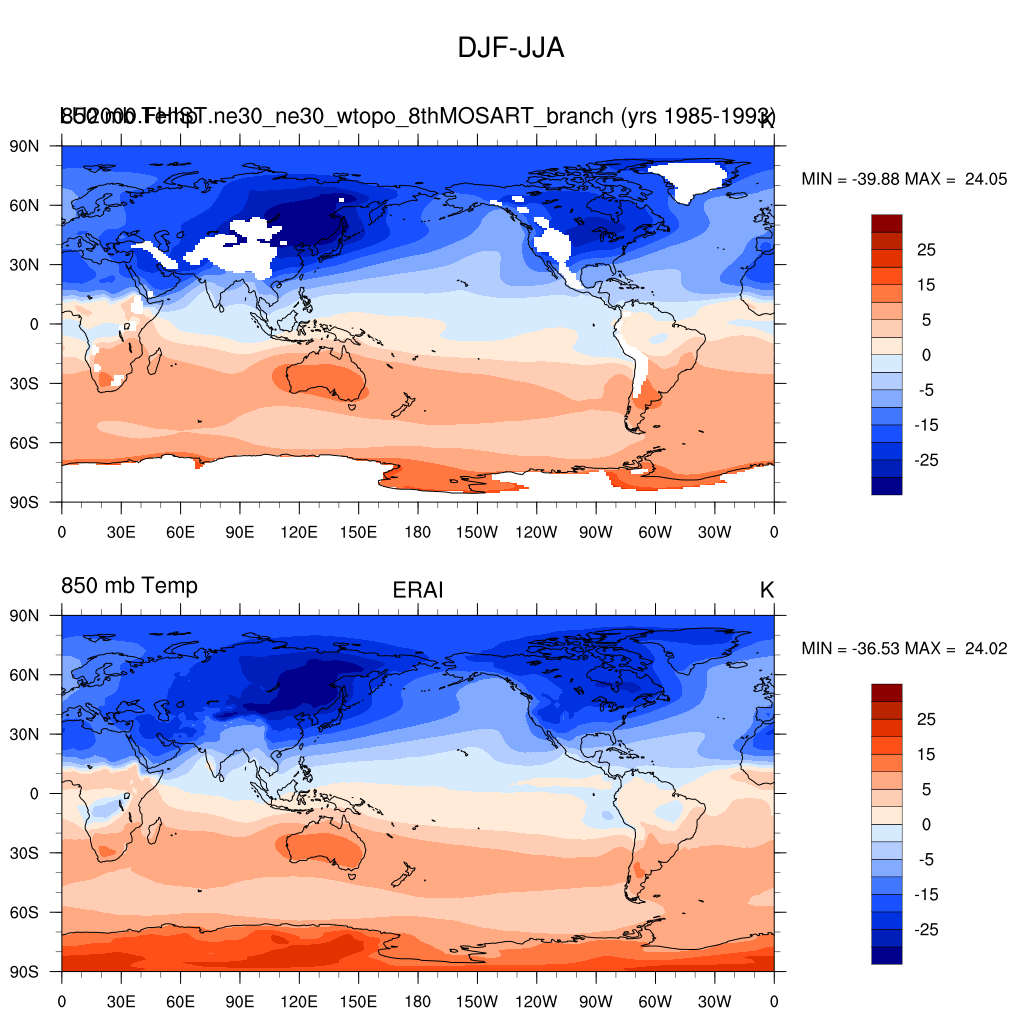 DJF-JJA
850 mb Temp .ne30_ne30_wtopo_8thMOSART_branch (yrs 1985-1993) K
90N
MIN = -39.88 MAX = 24.05
60N
30N
0
30S
60S
90S
25
15
5
0
-5
-15
-25
0 30E 60E 90E 120E 150E 180 150W 120W 90W 60W 30W 0
850 mb Temp ERAI K
90N
MIN = -36.53 MAX = 24.02
60N
30N
0
30S
60S
90S
25
15
5
0
-5
-15
-25
0 30E 60E 90E 120E 150E 180 150W 120W 90W 60W 30W 0